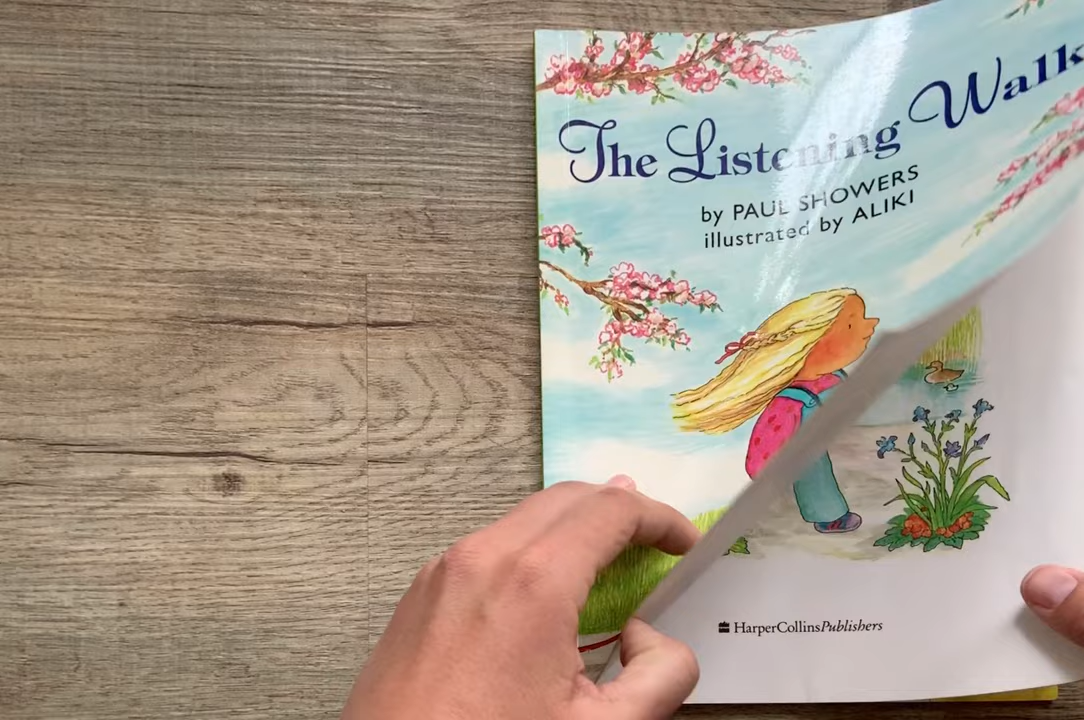 The Listening Walk
by PAUL SHOWERS
illustrated by ALIKI
HarperCollinsPublishers